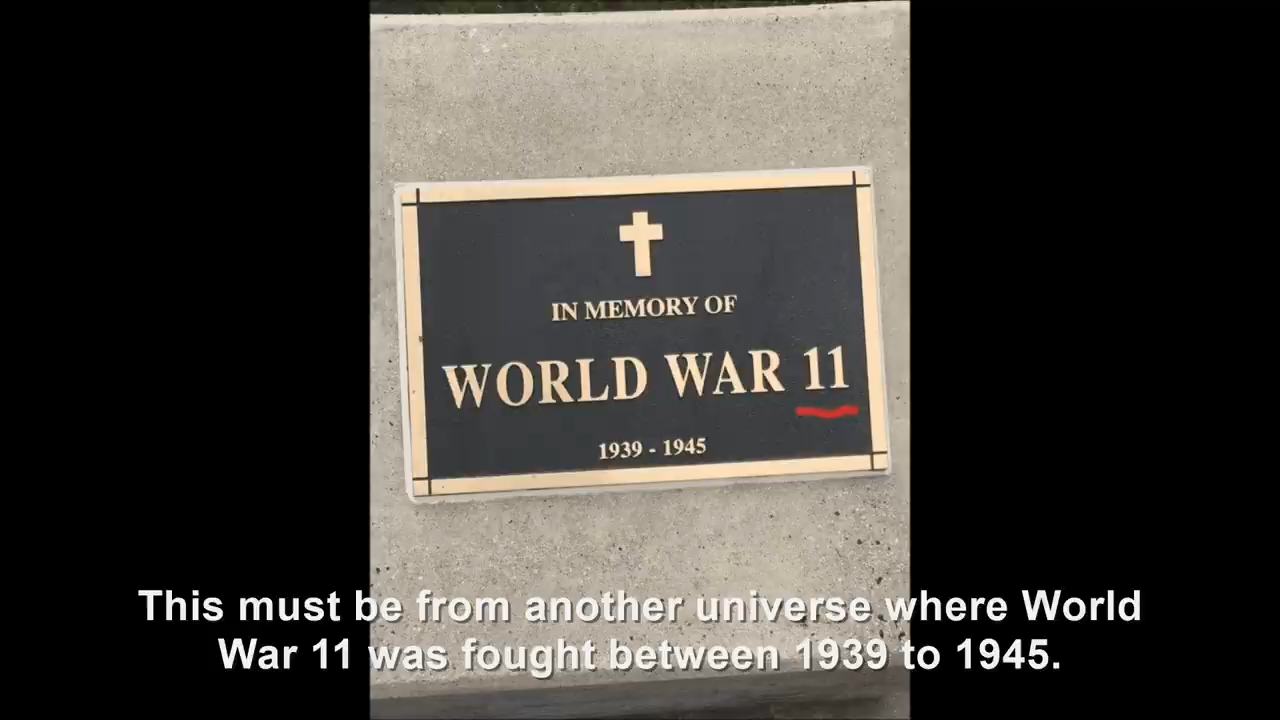 IN MEMORY OF
WORLD WAR 11
1939 - 1945
This must be from another universe where World
War 11 was fought between 1939 to 1945.